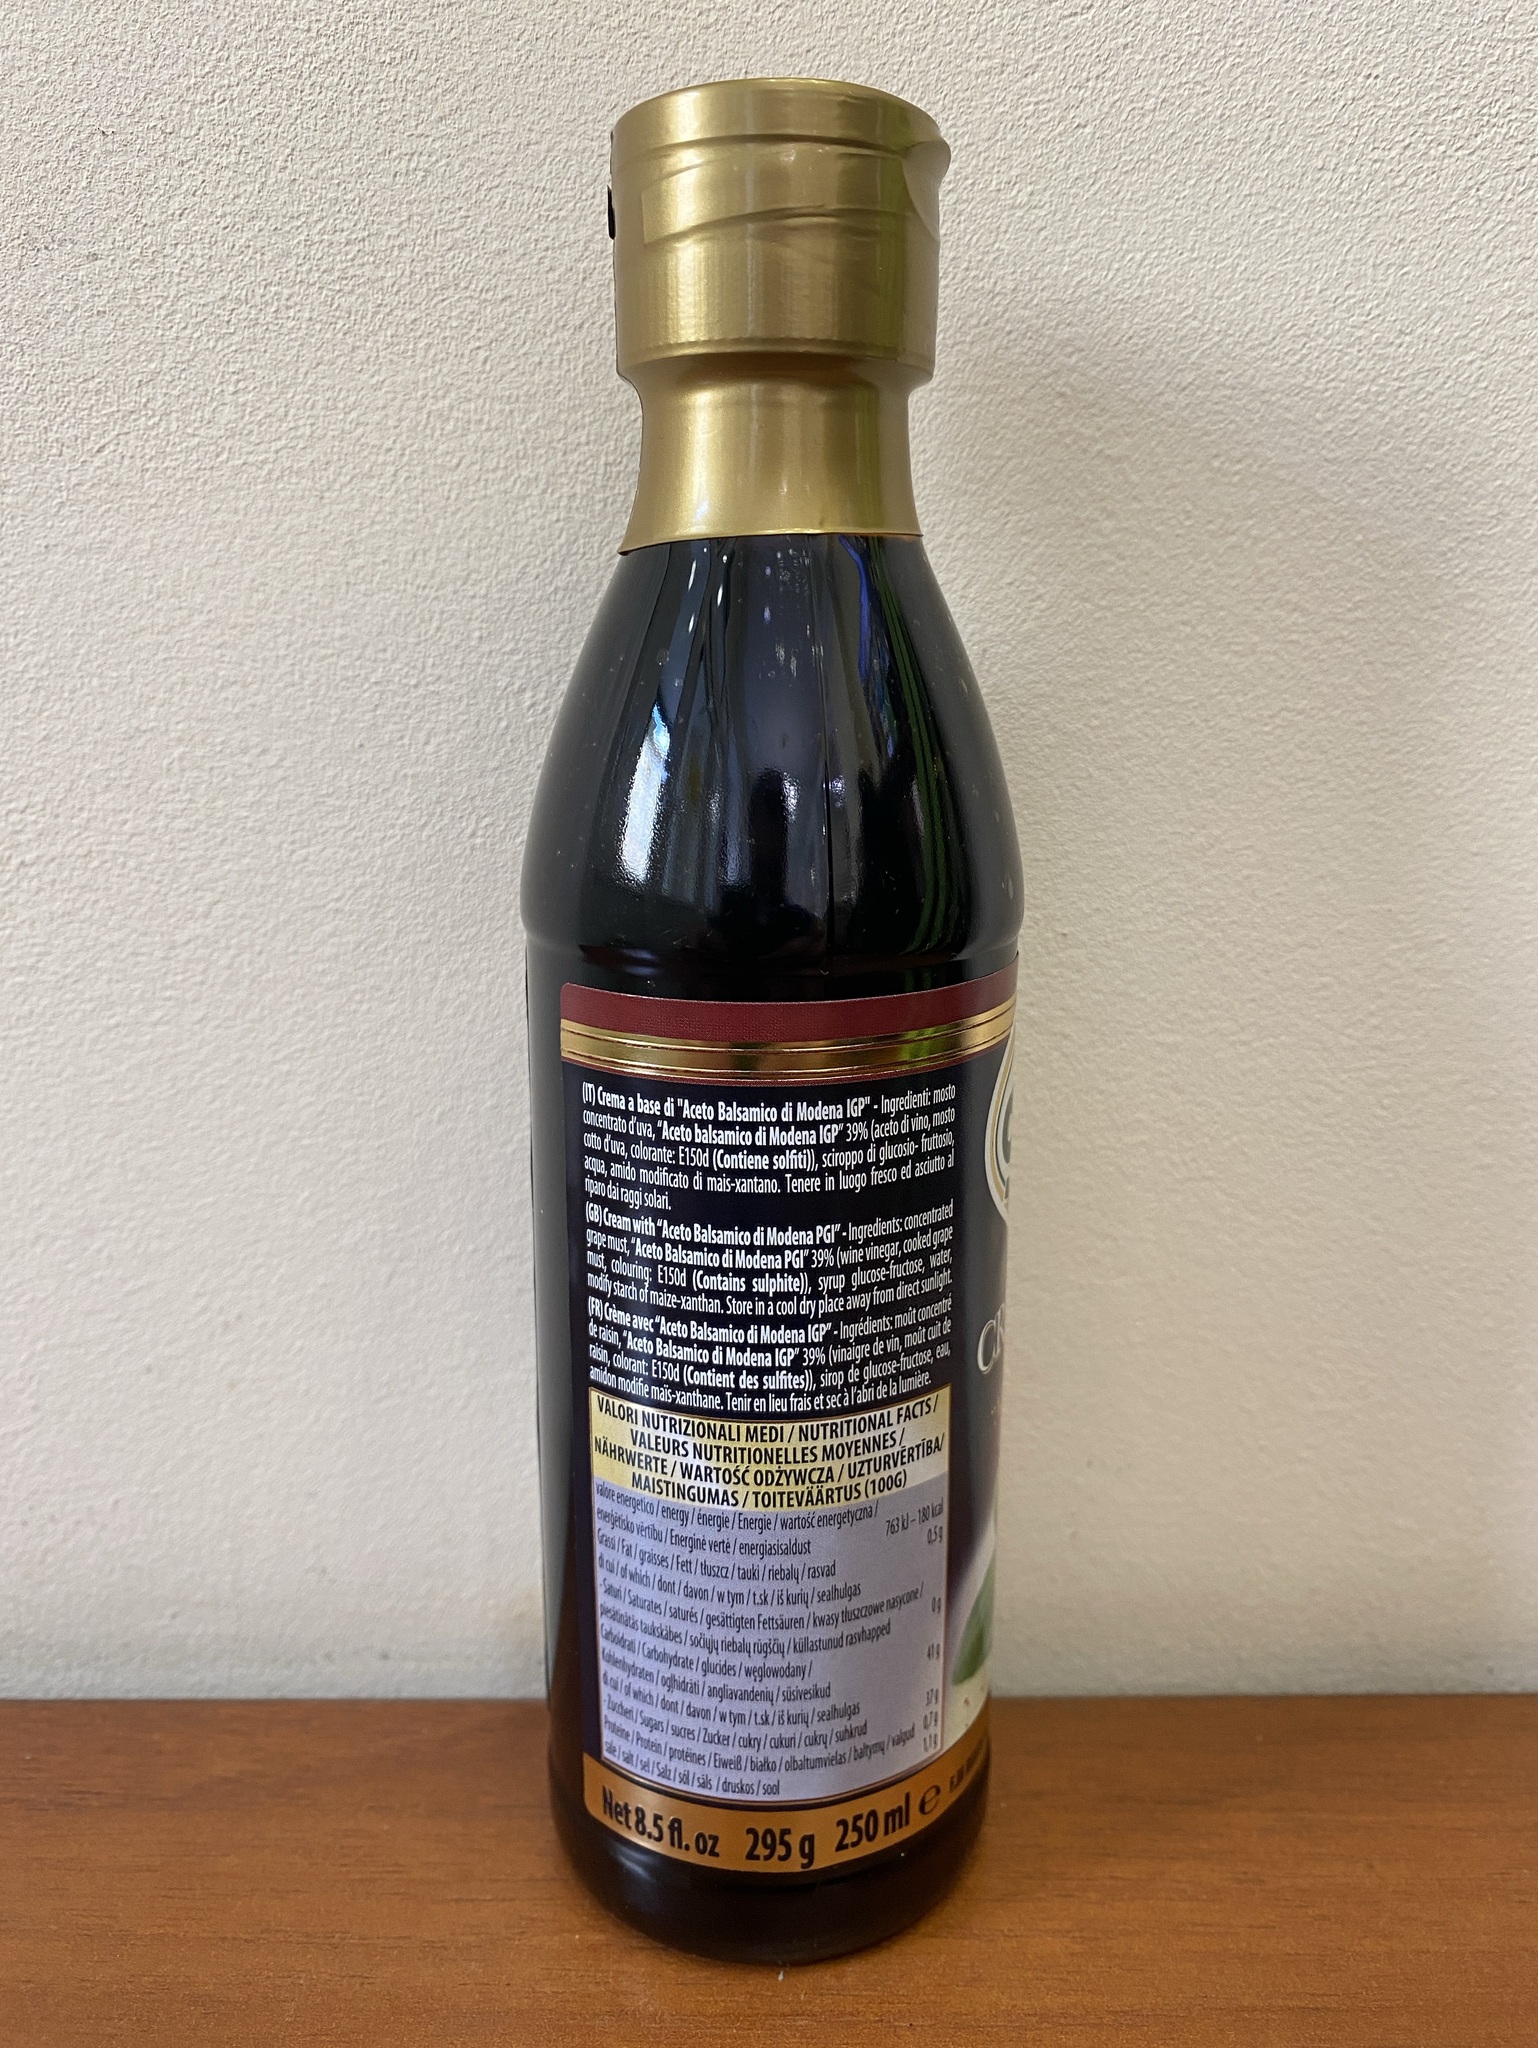 (IT) Crema a base di "Aceto Balsamico di Modena IGP" - Ingredienti: mosto
concentrato d'uva, "Aceto balsamico di Modena IGP" 39% (aceto di vino, mosto
cotto d'uva, colorante: E150d (Contiene solfiti)), sciroppo di glucosio- fruttosio,
acqua, amido modificato di mais-xantano. Tenere in luogo fresco ed asciutto al
riparo dai raggi solari.
(GB) Cream with "Aceto Balsamico di Modena PGI" - Ingredients: concentrated
grape must, "Aceto Balsamico di Modena PGI" 39% (wine vinegar, cooked grape
must, colouring: E150d (Contains sulphite)), syrup glucose-fructose, water,
modify starch of maize-xanthan. Store in a cool dry place away from direct sunlight.
(FR) Crème avec "Aceto Balsamico di Modena IGP" - Ingrédients: moût concentré
de raisin, "Aceto Balsamico di Modena IGP" 39% (vinaigre de vin, moût cuit de
raisin, colorant: E150d (Contient des sulfites)), sirop de glucose-fructose, eau,
amidon modifie maïs-xanthane. Tenir en lieu frais et sec à l'abri de la lumière.
VALORI NUTRIZIONALI MEDI / NUTRITIONAL FACTS /
VALEURS NUTRITIONELLES MOYENNES /
NÄHRWERTE / WARTOŚĆ ODŻYWCZA / UZTURVĒRTĪBA/
MAISTINGUMAS / TOITEVÄÄRTUS (100G)
valore energetico / energy / énergie / Energie / wartość energetyczna /
enerģētisko vērtību / Energinė vertė / energiasisaldust 763 kJ – 180 kcal
Grassi / Fat / graisses / Fett / tłuszcz / tauki / riebalų / rasvad 0,5 g
di cui / of which / dont / davon / w tym / t.sk / iš kurių / sealhulgas
- Saturi / Saturates / saturés / gesättigten Fettsäuren / kwasy tłuszczowe nasycone /
piesātinātās taukskābes / sočiųjų riebalų rūgščių / küllastunud rasvhapped 0 g
Carboidrati / Carbohydrate / glucides / węglowodany /
Kohlenhydraten / ogļhidrāti / angliavandenių / süsivesikud 41 g
di cui / of which / dont / davon / w tym / t.sk / iš kurių / sealhulgas
- Zuccheri / Sugars / sucres / Zucker / cukry / cukuri / cukrų / suhkrud 37 g
Proteine / Protein / protéines / Eiweiß / białko / olbaltumvielas / baltymų / valgud 0,7 g
sale / salt / sel / Salz / sól / sāls / druskos / sool 1,1 g
Net 8.5 fl. oz 295 g 250 ml e